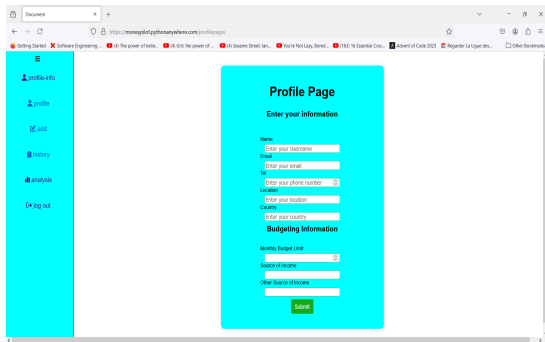 Document
https://moneypilot.pythonanywhere.com/profilepage/
Getting Started
Software Engineering ...
(4) The power of belie...
(4) Grit: the power of ...
(4) Sesame Street: Ian...
You're Not Lazy, Bored...
(163) 16 Essential Croc...
Advent of Code 2023
Regarder La Ligue des...
Other Bookmarks
profile-info
profile
add
history
analysis
log out
Profile Page
Enter your information
Name
Enter your Username
Email
Enter your email
Tel
Enter your phone number
Location
Enter your location
Country
Enter your country
Budgeting Information
Monthly Budget Limit
Source of Income
Other Source of Income
Submit